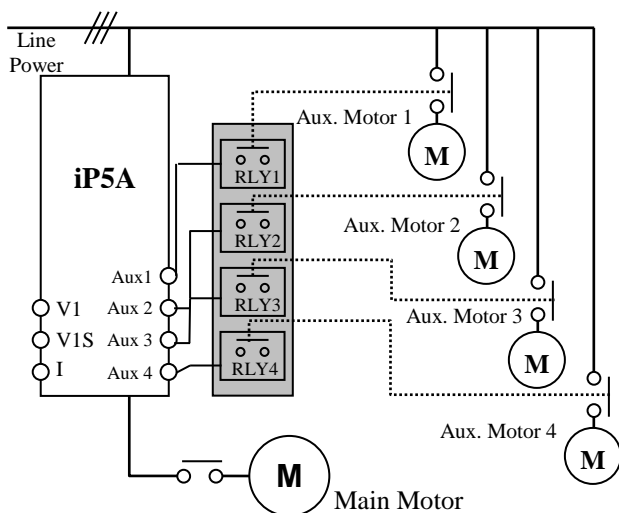 Line
Power
iP5A
V1
V1S
I
Aux1
Aux 2
Aux 3
Aux 4
RLY1
RLY2
RLY3
RLY4
Aux. Motor 1
M
Aux. Motor 2
M
Aux. Motor 3
M
Aux. Motor 4
M
M
Main Motor